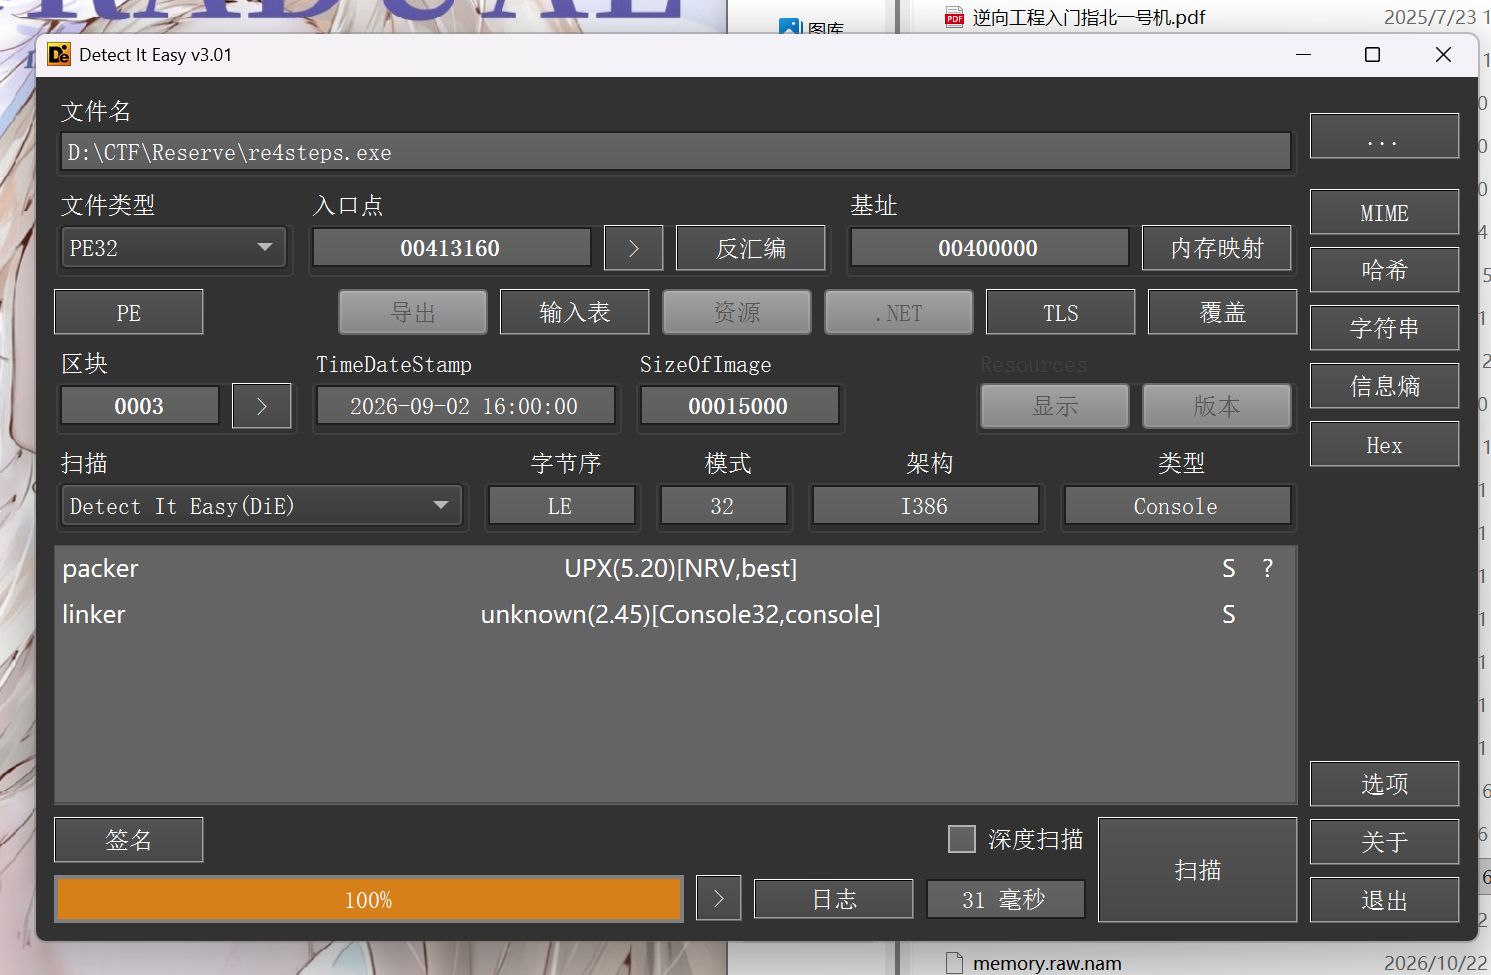 RADUAL
图库
逆向工程入门指北一号机.pdf
2025/7/23 1
Detect It Easy v3.01
文件名
D:\CTF\Reserve\re4steps.exe
...
文件类型 入口点 基址
PE32 00413160 > 反汇编 00400000 内存映射
MIME
PE 导出 输入表 资源 .NET TLS 覆盖
哈希
字符串
区块 TimeDateStamp SizeOfImage Resources
0003 > 2026-09-02 16:00:00 00015000 显示 版本
信息熵
Hex
扫描 字节序 模式 架构 类型
Detect It Easy(DiE) LE 32 I386 Console
packer UPX(5.20)[NRV,best] S ?
linker unknown(2.45)[Console32,console] S
选项
签名 深度扫描 扫描
关于
100% > 日志 31 毫秒
退出
memory.raw.nam 2026/10/22